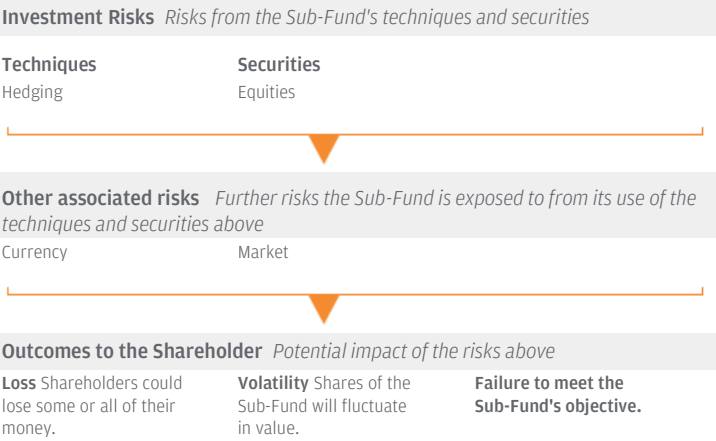 Investment Risks Risks from the Sub-Fund's techniques and securities
Techniques Securities
Hedging Equities
Other associated risks Further risks the Sub-Fund is exposed to from its use of the
techniques and securities above
Currency Market
Outcomes to the Shareholder Potential impact of the risks above
Loss Shareholders could
lose some or all of their
money.
Volatility Shares of the
Sub-Fund will fluctuate
in value.
Failure to meet the
Sub-Fund's objective.